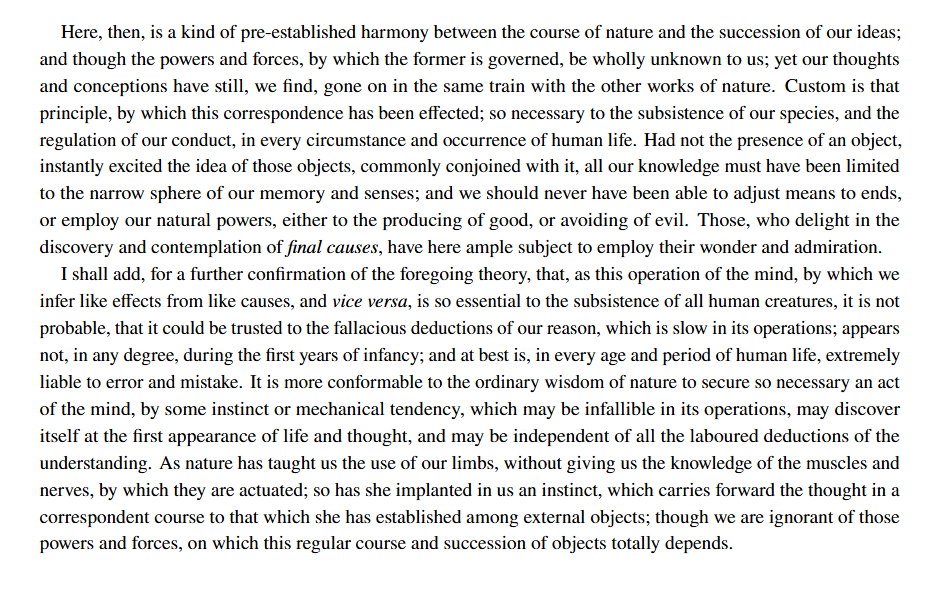 Here, then, is a kind of pre-established harmony between the course of nature and the succession of our ideas;
and though the powers and forces, by which the former is governed, be wholly unknown to us; yet our thoughts
and conceptions have still, we find, gone on in the same train with the other works of nature. Custom is that
principle, by which this correspondence has been effected; so necessary to the subsistence of our species, and the
regulation of our conduct, in every circumstance and occurrence of human life. Had not the presence of an object,
instantly excited the idea of those objects, commonly conjoined with it, all our knowledge must have been limited
to the narrow sphere of our memory and senses; and we should never have been able to adjust means to ends,
or employ our natural powers, either to the producing of good, or avoiding of evil. Those, who delight in the
discovery and contemplation of final causes, have here ample subject to employ their wonder and admiration.
I shall add, for a further confirmation of the foregoing theory, that, as this operation of the mind, by which we
infer like effects from like causes, and vice versa, is so essential to the subsistence of all human creatures, it is not
probable, that it could be trusted to the fallacious deductions of our reason, which is slow in its operations; appears
not, in any degree, during the first years of infancy; and at best is, in every age and period of human life, extremely
liable to error and mistake. It is more conformable to the ordinary wisdom of nature to secure so necessary an act
of the mind, by some instinct or mechanical tendency, which may be infallible in its operations, may discover
itself at the first appearance of life and thought, and may be independent of all the laboured deductions of the
understanding. As nature has taught us the use of our limbs, without giving us the knowledge of the muscles and
nerves, by which they are actuated; so has she implanted in us an instinct, which carries forward the thought in a
correspondent course to that which she has established among external objects; though we are ignorant of those
powers and forces, on which this regular course and succession of objects totally depends.